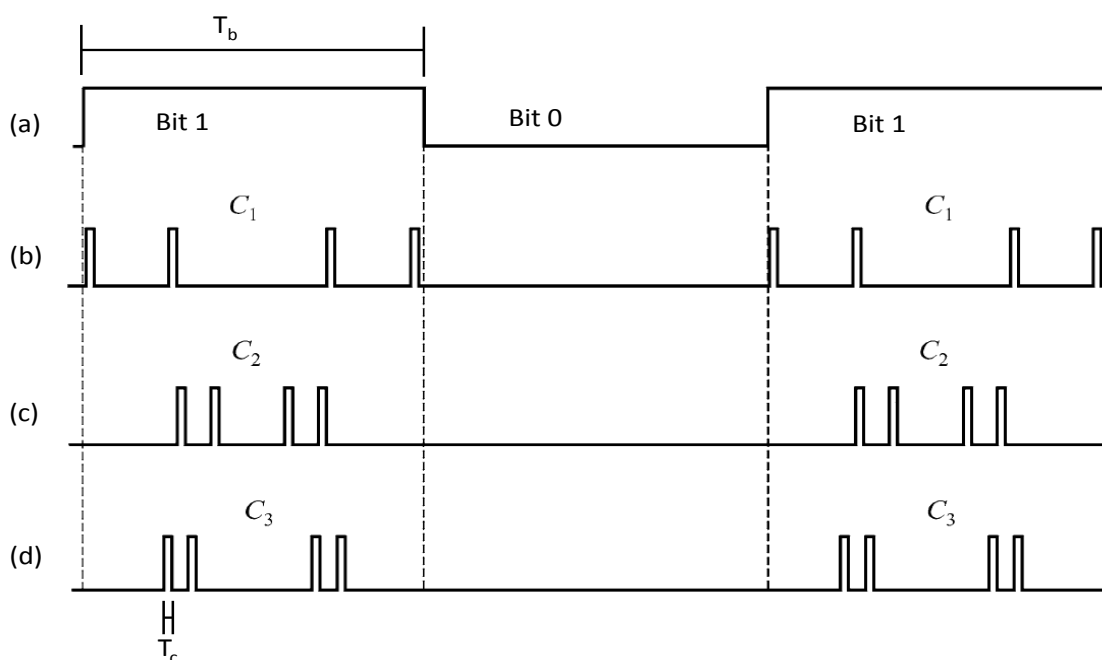 T_b
(a) Bit 1 Bit 0 Bit 1
C_1 C_1
(b)
C_2 C_2
(c)
C_3 C_3
(d)
T_c